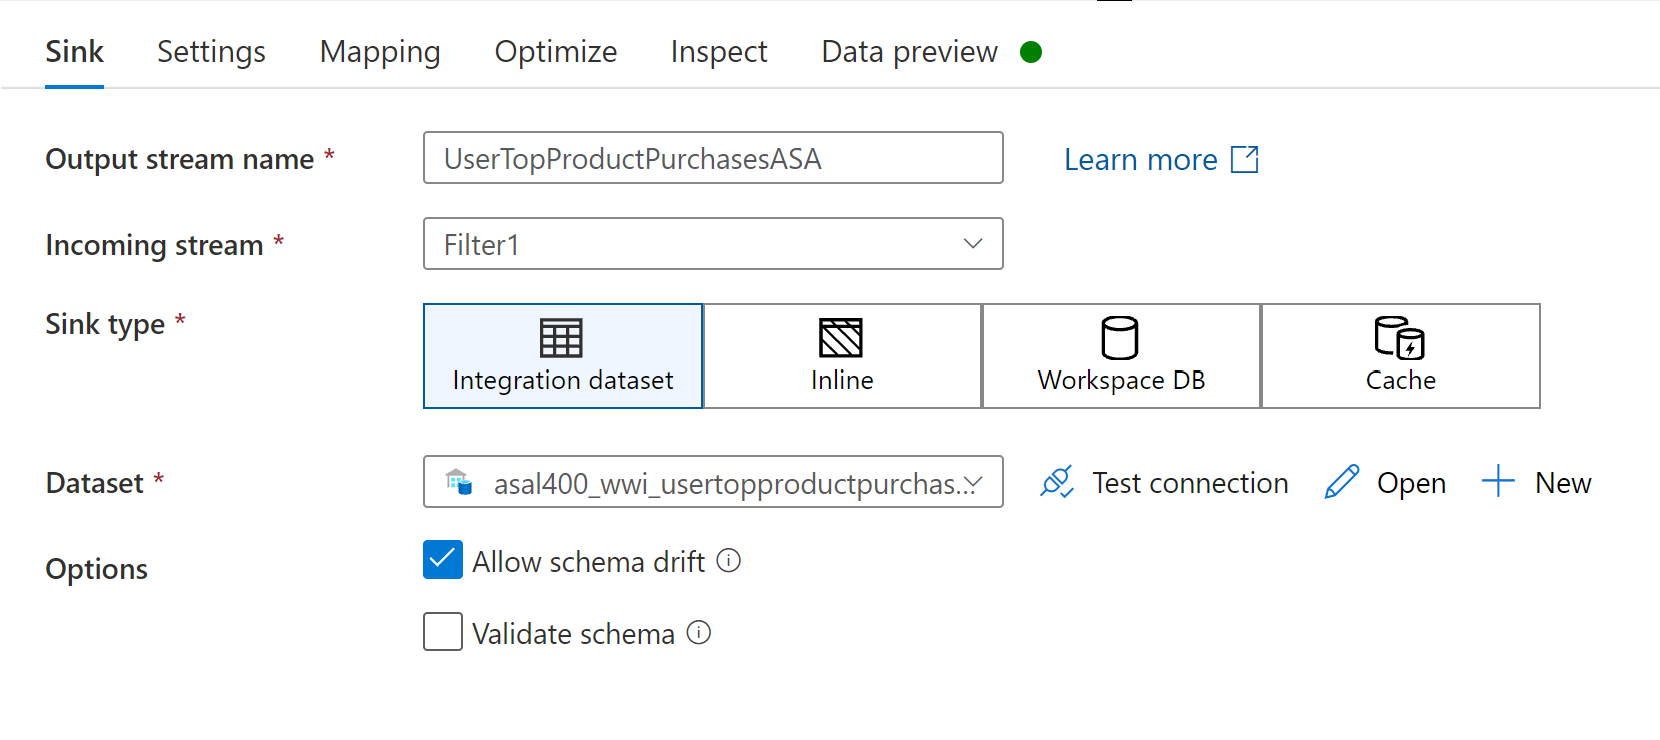 Sink Settings Mapping Optimize Inspect Data preview
Output stream name * UserTopProductPurchasesASA Learn more
Incoming stream * Filter1
Sink type * Integration dataset Inline Workspace DB Cache
Dataset * asal400_wwi_usertopproductpurchas... Test connection Open New
Options Allow schema drift
Validate schema